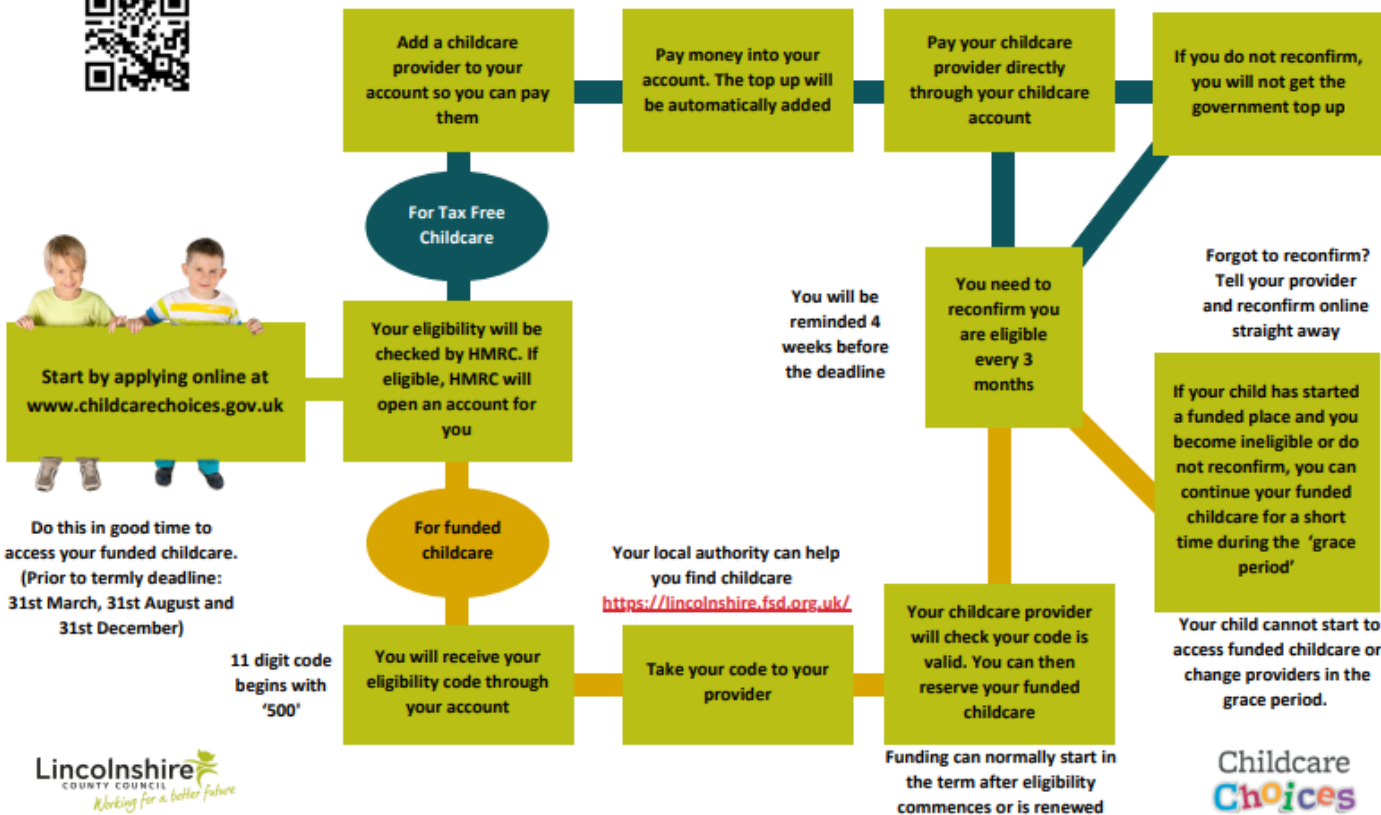 Add a childcare
provider to your
account so you can pay
them
Pay money into your
account. The top up will
be automatically added
Pay your childcare
provider directly
through your childcare
account
If you do not reconfirm,
you will not get the
government top up
For Tax Free
Childcare
Start by applying online at
www.childcarechoices.gov.uk
Your eligibility will be
checked by HMRC. If
eligible, HMRC will
open an account for
you
You will be
reminded 4
weeks before
the deadline
You need to
reconfirm you
are eligible
every 3
months
Forgot to reconfirm?
Tell your provider
and reconfirm online
straight away
If your child has started
a funded place and you
become ineligible or do
not reconfirm, you can
continue your funded
childcare for a short
time during the 'grace
period'
Your child cannot start to
access funded childcare or
change providers in the
grace period.
Do this in good time to
access your funded childcare.
(Prior to termly deadline:
31st March, 31st August and
31st December)
For funded
childcare
11 digit code
begins with
'500'
You will receive your
eligibility code through
your account
Your local authority can help
you find childcare
https://lincolnshire.fsd.org.uk/
Take your code to your
provider
Your childcare provider
will check your code is
valid. You can then
reserve your funded
childcare
Funding can normally start in
the term after eligibility
commences or is renewed
Lincolnshire
COUNTY COUNCIL
Working for a better future
Childcare
Choices